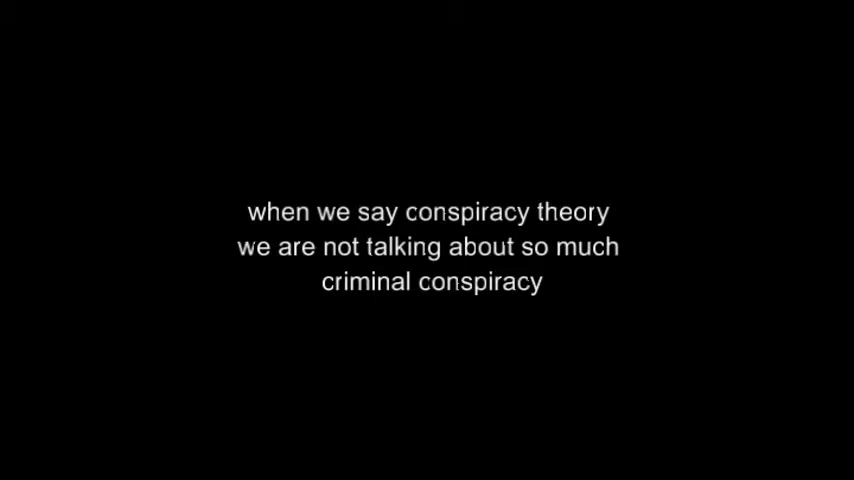 when we say conspiracy theory
we are not talking about so much
criminal conspiracy